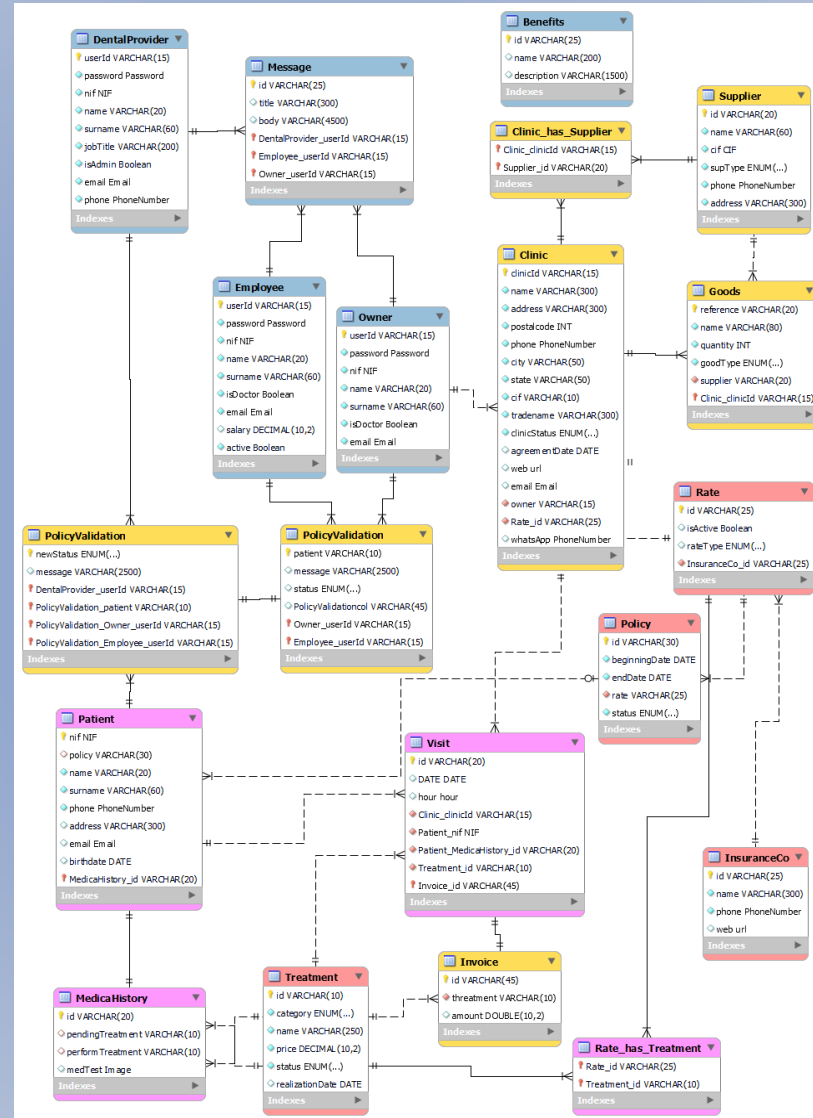 DentalProvider
userId VARCHAR(15)
password Password
nif NIF
name VARCHAR(20)
surname VARCHAR(60)
jobTitle VARCHAR(200)
isAdmin Boolean
email Email
phone PhoneNumber
Indexes
Message
id VARCHAR(25)
title VARCHAR(300)
body VARCHAR(4500)
DentalProvider_userId VARCHAR(15)
Employee_userId VARCHAR(15)
Owner_userId VARCHAR(15)
Indexes
Benefits
id VARCHAR(25)
name VARCHAR(200)
description VARCHAR(1500)
Indexes
Supplier
id VARCHAR(20)
name VARCHAR(60)
cif CIF
supType ENUM(...)
phone PhoneNumber
address VARCHAR(300)
Indexes
Clinic_has_Supplier
Clinic_clinicId VARCHAR(15)
Supplier_id VARCHAR(20)
Indexes
Employee
userId VARCHAR(15)
password Password
nif NIF
name VARCHAR(20)
surname VARCHAR(60)
isDoctor Boolean
email Email
salary DECIMAL(10,2)
active Boolean
Indexes
Owner
userId VARCHAR(15)
password Password
nif NIF
name VARCHAR(20)
surname VARCHAR(60)
isDoctor Boolean
email Email
Indexes
Clinic
clinicId VARCHAR(15)
name VARCHAR(300)
address VARCHAR(300)
postalcode INT
phone PhoneNumber
city VARCHAR(50)
state VARCHAR(50)
cif VARCHAR(10)
tradename VARCHAR(300)
clinicStatus ENUM(...)
agreementDate DATE
web url
email Email
owner VARCHAR(15)
Rate_id VARCHAR(25)
whatsApp PhoneNumber
Indexes
Goods
reference VARCHAR(20)
name VARCHAR(80)
quantity INT
goodType ENUM(...)
supplier VARCHAR(20)
Clinic_clinicId VARCHAR(15)
Indexes
Rate
id VARCHAR(25)
isActive Boolean
rateType ENUM(...)
InsuranceCo_id VARCHAR(25)
Indexes
PolicyValidation
newStatus ENUM(...)
message VARCHAR(2500)
DentalProvider_userId VARCHAR(15)
PolicyValidation_patient VARCHAR(10)
PolicyValidation_Owner_userId VARCHAR(15)
PolicyValidation_Employee_userId VARCHAR(15)
Indexes
PolicyValidation
patient VARCHAR(10)
message VARCHAR(2500)
status ENUM(...)
PolicyValidationcol VARCHAR(45)
Owner_userId VARCHAR(15)
Employee_userId VARCHAR(15)
Indexes
Policy
id VARCHAR(30)
beginningDate DATE
endDate DATE
rate VARCHAR(25)
status ENUM(...)
Indexes
Patient
nif NIF
policy VARCHAR(30)
name VARCHAR(20)
surname VARCHAR(60)
phone PhoneNumber
address VARCHAR(300)
email Email
birthdate DATE
MedicaHistory_id VARCHAR(20)
Indexes
Visit
id VARCHAR(20)
DATE DATE
hour hour
Clinic_clinicId VARCHAR(15)
Patient_nif NIF
Patient_MedicaHistory_id VARCHAR(20)
Treatment_id VARCHAR(10)
Invoice_id VARCHAR(45)
Indexes
InsuranceCo
id VARCHAR(25)
name VARCHAR(300)
phone PhoneNumber
web url
Indexes
MedicaHistory
id VARCHAR(20)
pendingTreatment VARCHAR(10)
performTreatment VARCHAR(10)
medTest Image
Indexes
Treatment
id VARCHAR(10)
category ENUM(...)
name VARCHAR(250)
price DECIMAL(10,2)
status ENUM(...)
realizationDate DATE
Indexes
Invoice
id VARCHAR(45)
threatment VARCHAR(10)
amount DOUBLE(10,2)
Indexes
Rate_has_Treatment
Rate_id VARCHAR(25)
Treatment_id VARCHAR(10)
Indexes